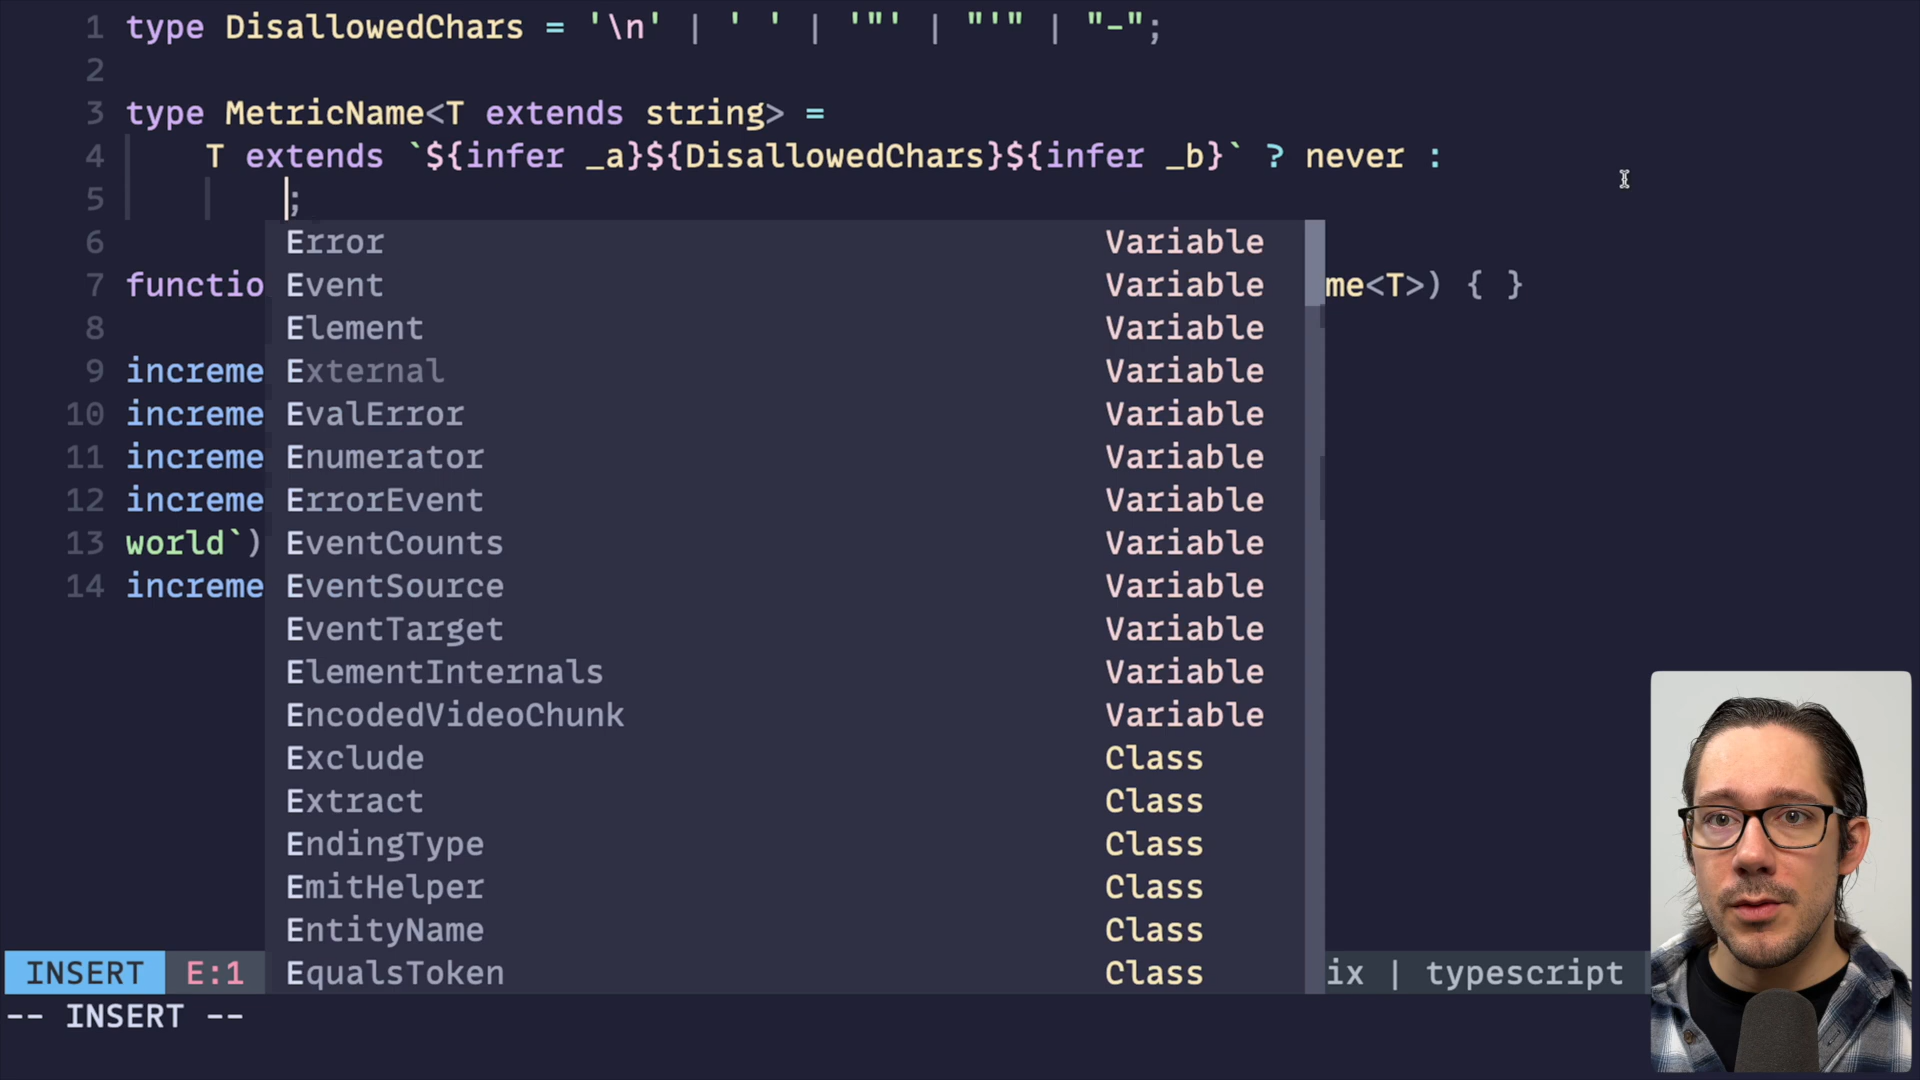 1 type DisallowedChars = '\n' | ' ' | '"' | "'" | "-";
2
3 type MetricName<T extends string> =
4 T extends `${infer _a}${DisallowedChars}${infer _b}` ? never :
5 ;
6 Error Variable
7 functio Event Variable me<T>) { }
8 Element Variable
9 increme External Variable
10 increme EvalError Variable
11 increme Enumerator Variable
12 increme ErrorEvent Variable
13 world`) EventCounts Variable
14 increme EventSource Variable
EventTarget Variable
ElementInternals Variable
EncodedVideoChunk Variable
Exclude Class
Extract Class
EndingType Class
EmitHelper Class
EntityName Class
INSERT E:1 EqualsToken Class ix | typescript
-- INSERT --